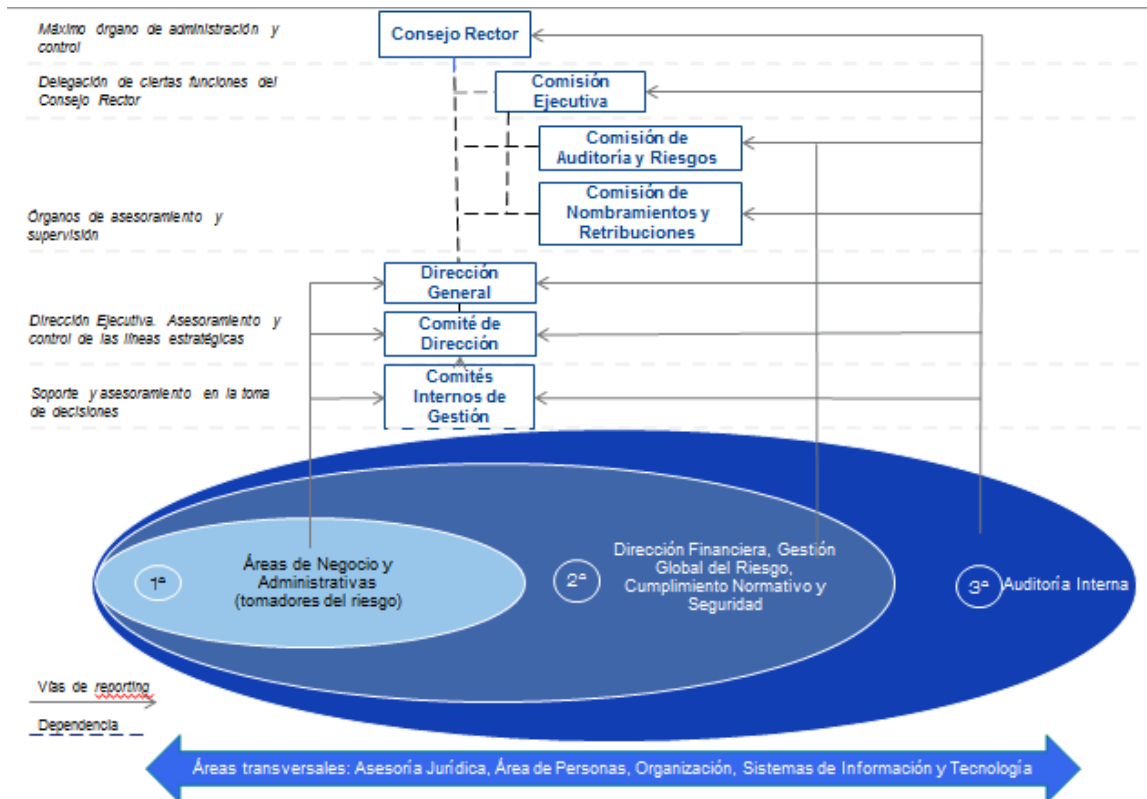 Máximo órgano de administración y
control
Consejo Rector
Delegación de ciertas funciones del
Consejo Rector
Comisión
Ejecutiva
Comisión de
Auditoría y Riesgos
Comisión de
Nombramientos y
Retribuciones
Órganos de asesoramiento y
supervisión
Dirección
General
Dirección Ejecutiva. Asesoramiento y
control de las líneas estratégicas
Comité de
Dirección
Soporte y asesoramiento en la toma
de decisiones
Comités
Internos de
Gestión
1ª
Áreas de Negocio y
Administrativas
(tomadores del riesgo)
2ª
Dirección Financiera, Gestión
Global del Riesgo,
Cumplimiento Normativo y
Seguridad
3ª
Auditoría Interna
Vías de reporting
Dependencia
Áreas transversales: Asesoría Jurídica, Área de Personas, Organización, Sistemas de Información y Tecnología